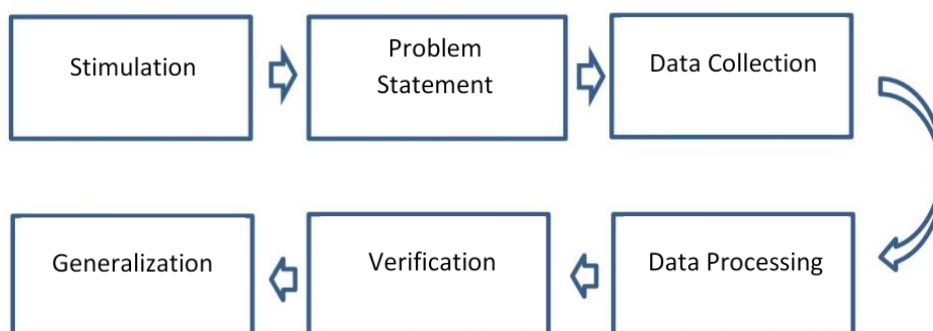 Stimulation
Problem
Statement
Data Collection
Data Processing
Verification
Generalization